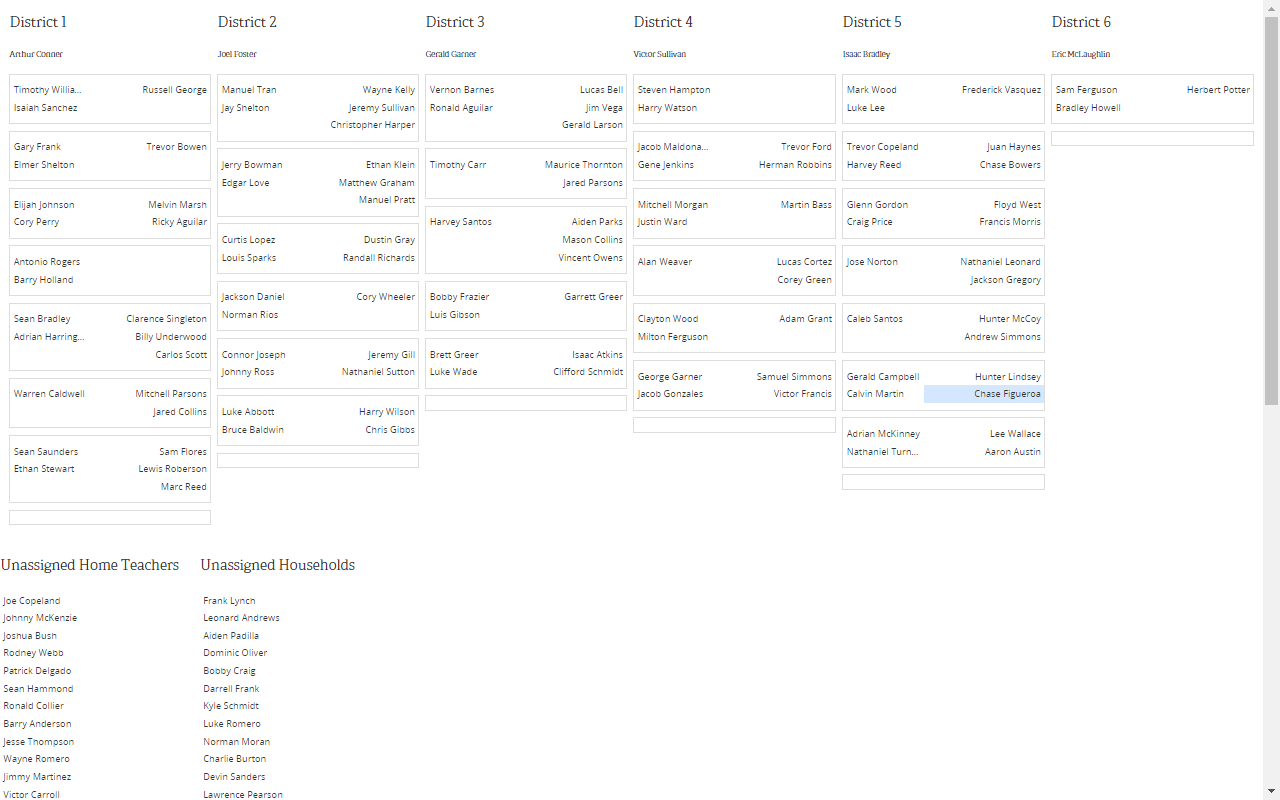 District 1
Arthur Conner
Timothy Willia... Russell George
Isaiah Sanchez
Gary Frank Trevor Bowen
Elmer Shelton
Elijan Johnson Melvin Marsh
Cory Perry Ricky Aguilar
Antonio Rogers
Barry Holland
Sean Bradley Clarence Singleton
Adrian Harring... Billy Underwood
Carlos Scott
Warren Caldwell Mitchell Parsons
Jared Collins
Sean Saunders Sam Flores
Ethan Stewart Lewis Roberson
Marc Reed
District 2
Joel Foster
Manuel Tran Wayne Kelly
Jay Shelton Jeremy Sullivan
Christopher Harper
Jerry Bowman Ethan Klein
Edgar Love Matthew Graham
Manuel Pratt
Curtis Lopez Dustin Gray
Louis Sparks Randall Richards
Jackson Daniel Cory Wheeler
Norman Rios
Connor Joseph Jeremy Gill
Johnny Ross Nathaniel Sutton
Luke Abbott Harry Wilson
Bruce Baldwin Chris Gibbs
District 3
Gerald Garner
Vernon Barnes Lucas Bell
Ronald Aguilar Jim Vega
Gerald Larson
Timothy Carr Maurice Thornton
Jared Parsons
Harvey Santos Aiden Parks
Mason Collins
Vincent Owens
Bobby Frazier Garrett Greer
Luis Gibson
Brett Greer Isaac Atkins
Luke Wade Clifford Schmidt
District 4
Victor Sullivan
Steven Hampton
Harry Watson
Jacob Maldona... Trevor Ford
Gene Jenkins Herman Robbins
Mitchell Morgan Martin Bass
Justin Ward
Alan Weaver Lucas Cortez
Corey Green
Clayton Wood Adam Grant
Milton Ferguson
George Garner Samuel Simmons
Jacob Gonzales Victor Francis
District 5
Isaac Bradley
Mark Wood Frederick Vasquez
Luke Lee
Trevor Copeland Juan Haynes
Harvey Reed Chase Bowers
Glenn Gordon Floyd West
Craig Price Francis Morris
Jose Norton Nathaniel Leonard
Jackson Gregory
Caleb Santos Hunter McCoy
Andrew Simmons
Gerald Campbell Hunter Lindsey
Calvin Martin Chase Figueroa
Adrian McKinney Lee Wallace
Nathaniel Turn... Aaron Austin
District 6
Eric McLaughlin
Sam Ferguson Herbert Potter
Bradley Howell
Unassigned Home Teachers
Joe Copeland
Johnny McKenzie
Joshua Bush
Rodney Webb
Patrick Delgado
Sean Hammond
Ronald Collier
Barry Anderson
Jesse Thompson
Wayne Romero
Jimmy Martinez
Victor Carroll
Unassigned Households
Frank Lynch
Leonard Andrews
Aiden Padilla
Dominic Oliver
Bobby Craig
Darrell Frank
Kyle Schmidt
Luke Romero
Norman Moran
Charlie Burton
Devin Sanders
Lawrence Pearson